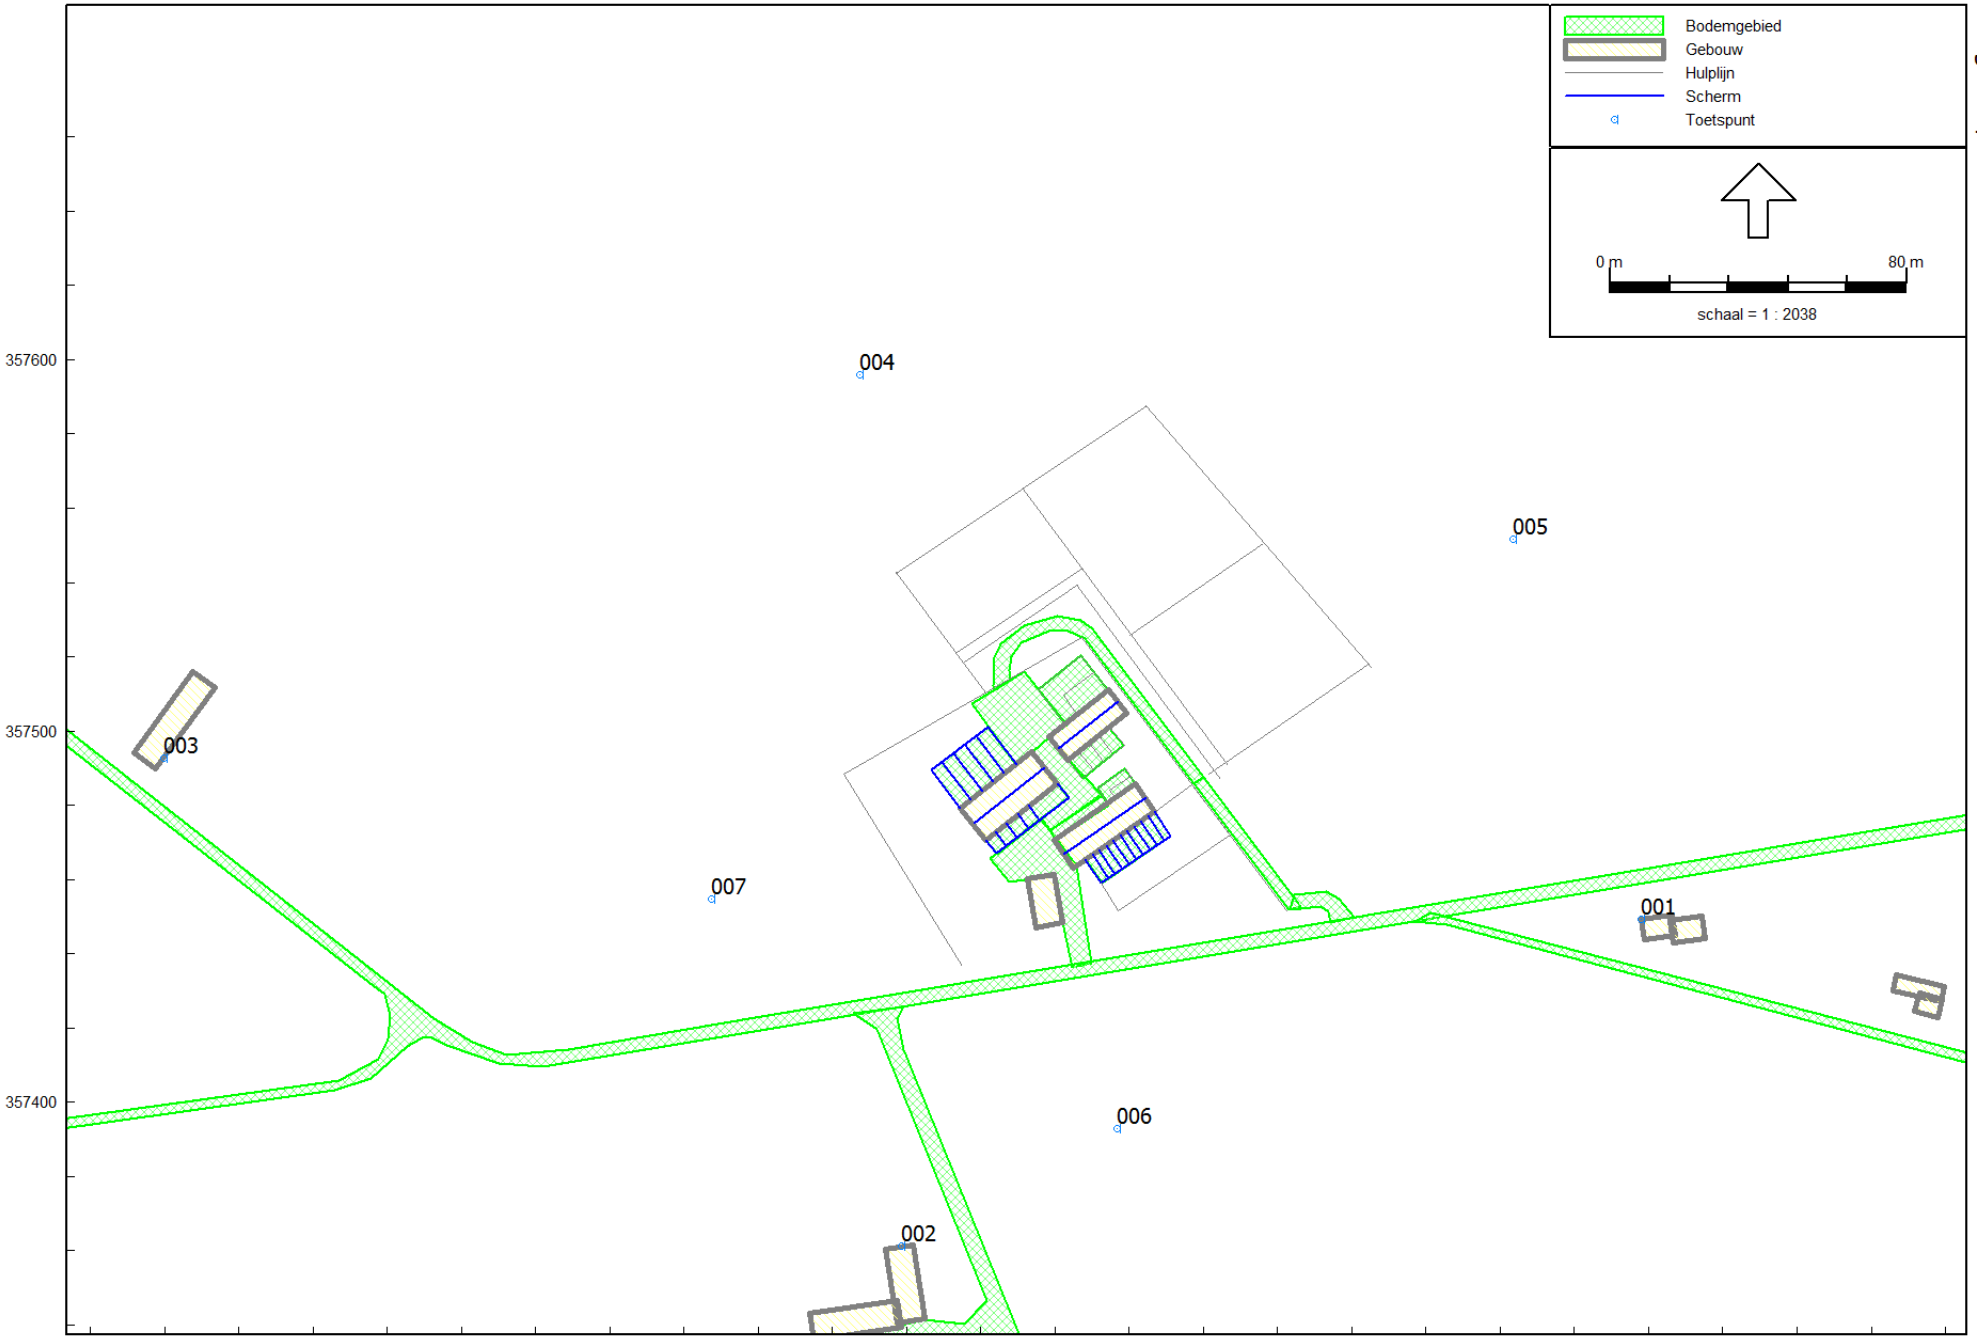 Bodemgebied
Gebouw
Hulplijn
Scherm
Toetspunt
0 m 80 m
schaal = 1 : 2038
357600
004
005
357500
003
007
001
357400
006
002